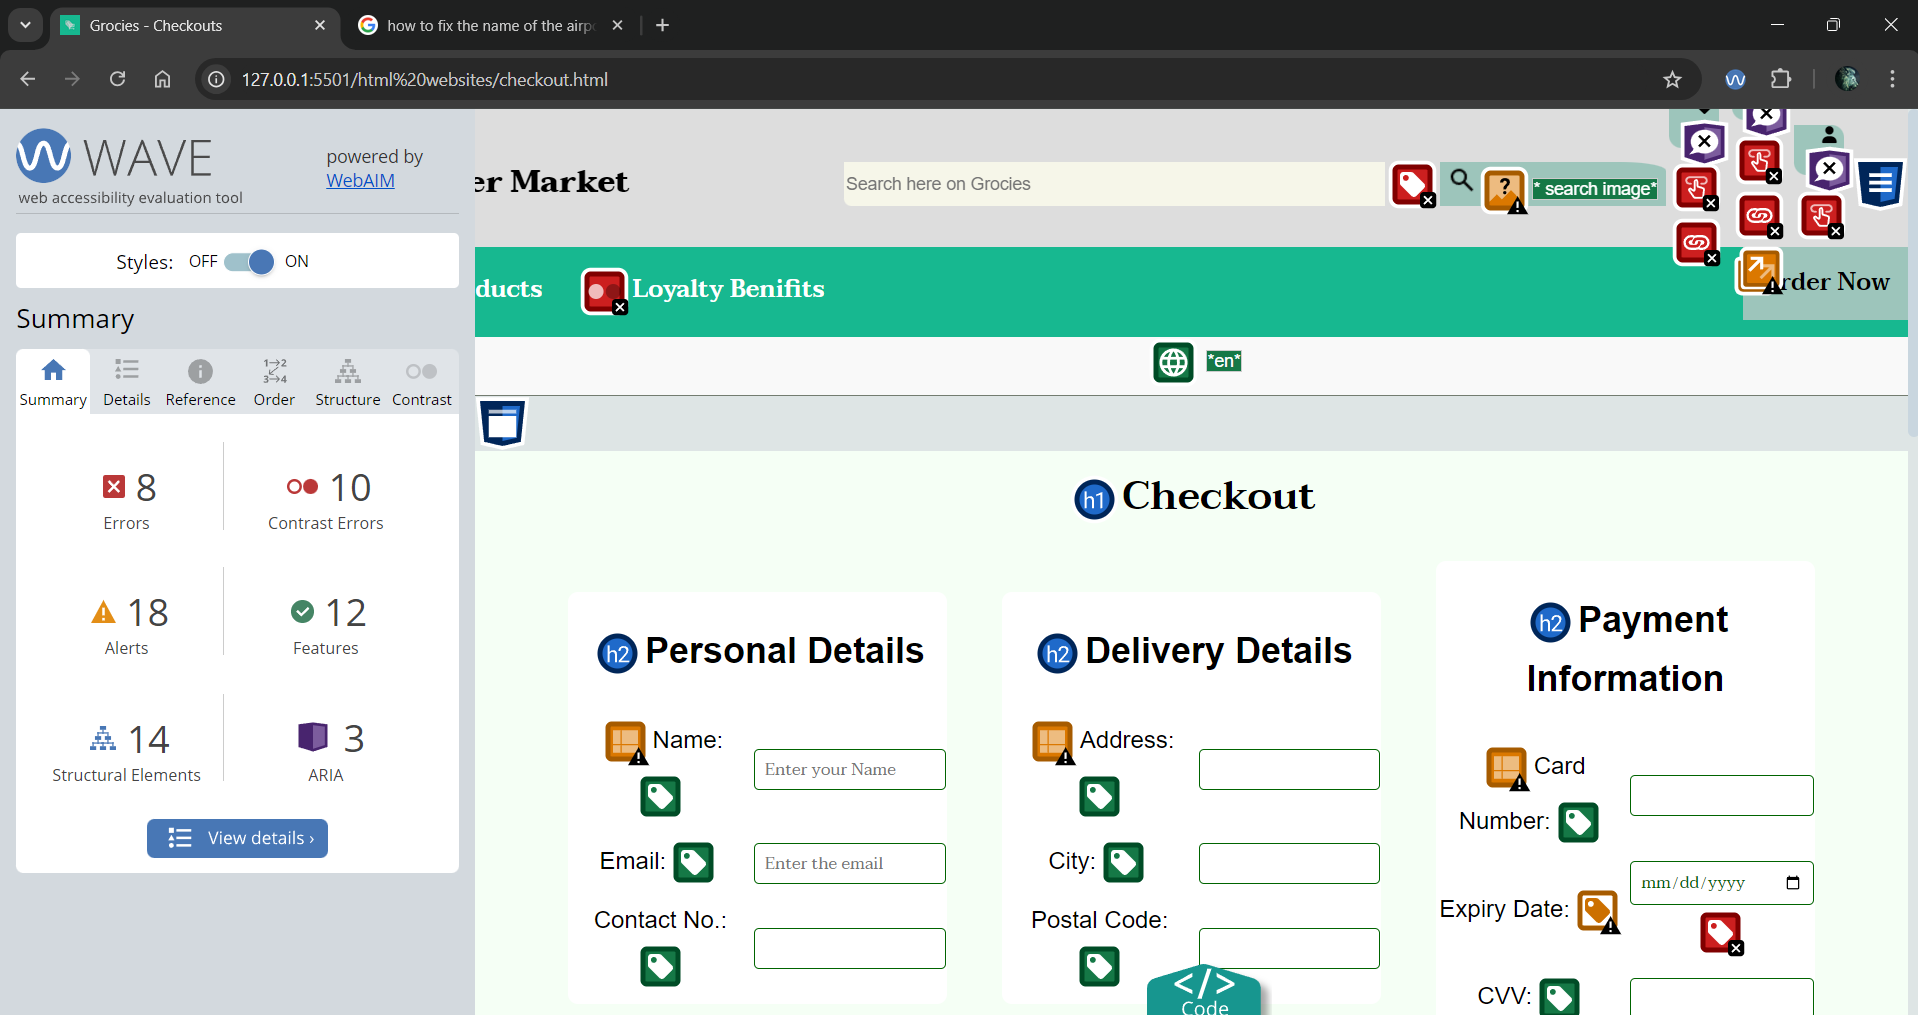 Grocies - Checkouts
how to fix the name of the airpo
127.0.0.1:5501/html%20websites/checkout.html
WAVE
powered by
WebAIM
web accessibility evaluation tool
Styles: OFF ON
Summary
Summary Details Reference Order Structure Contrast
8
Errors
10
Contrast Errors
18
Alerts
12
Features
14
Structural Elements
3
ARIA
View details ›
er Market
Search here on Grocies
* search image*
ducts
Loyalty Benifits
rder Now
*en*
h1 Checkout
h2 Personal Details
Name:
Enter your Name
Email:
Enter the email
Contact No.:
h2 Delivery Details
Address:
City:
Postal Code:
h2 Payment
Information
Card
Number:
Expiry Date:
mm/dd/yyyy
CVV:
</>
Code